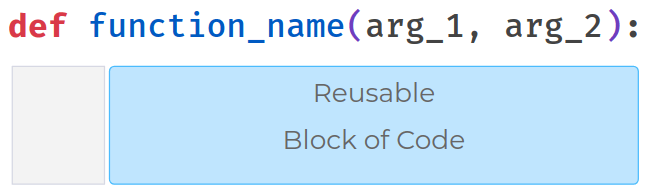 def function_name(arg_1, arg_2):
Reusable
Block of Code